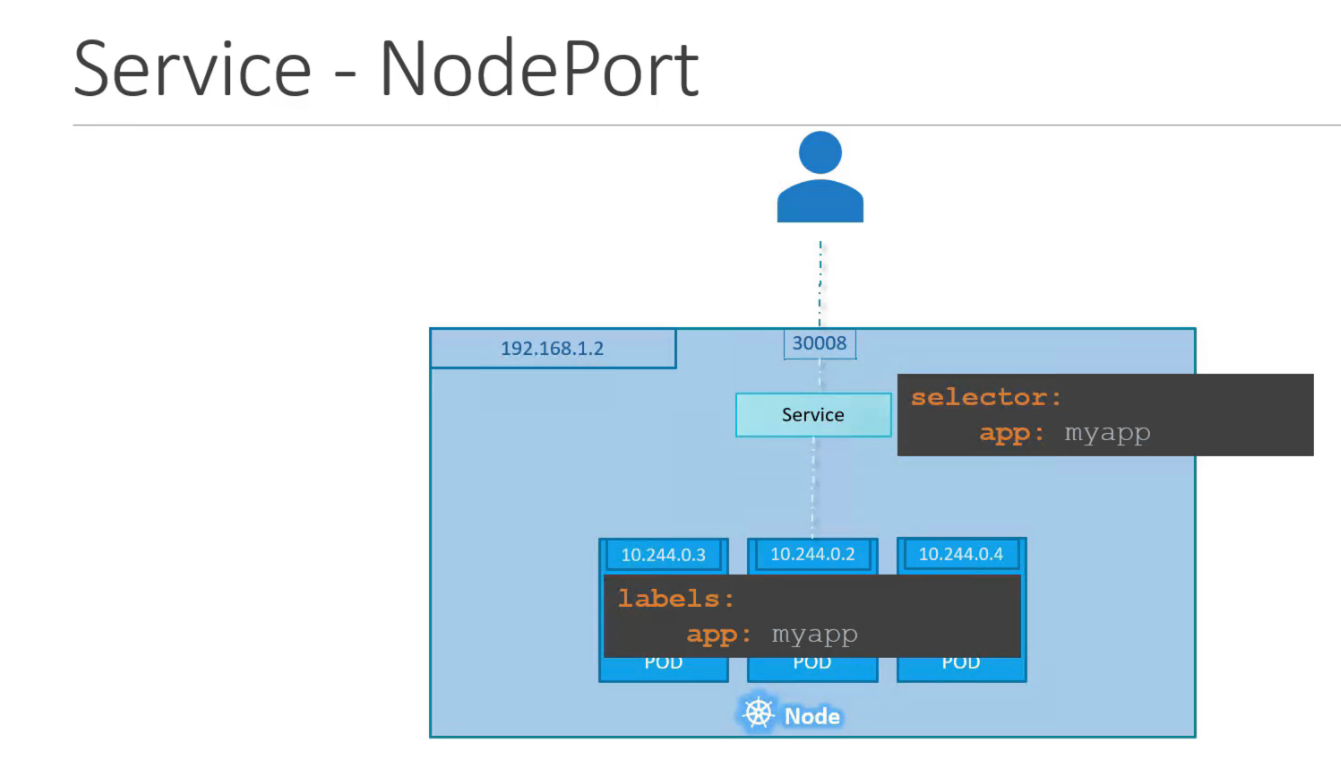 Service - NodePort
192.168.1.2
30008
Service
selector:
app: myapp
10.244.0.3
10.244.0.2
10.244.0.4
labels:
app: myapp
POD
POD
POD
Node